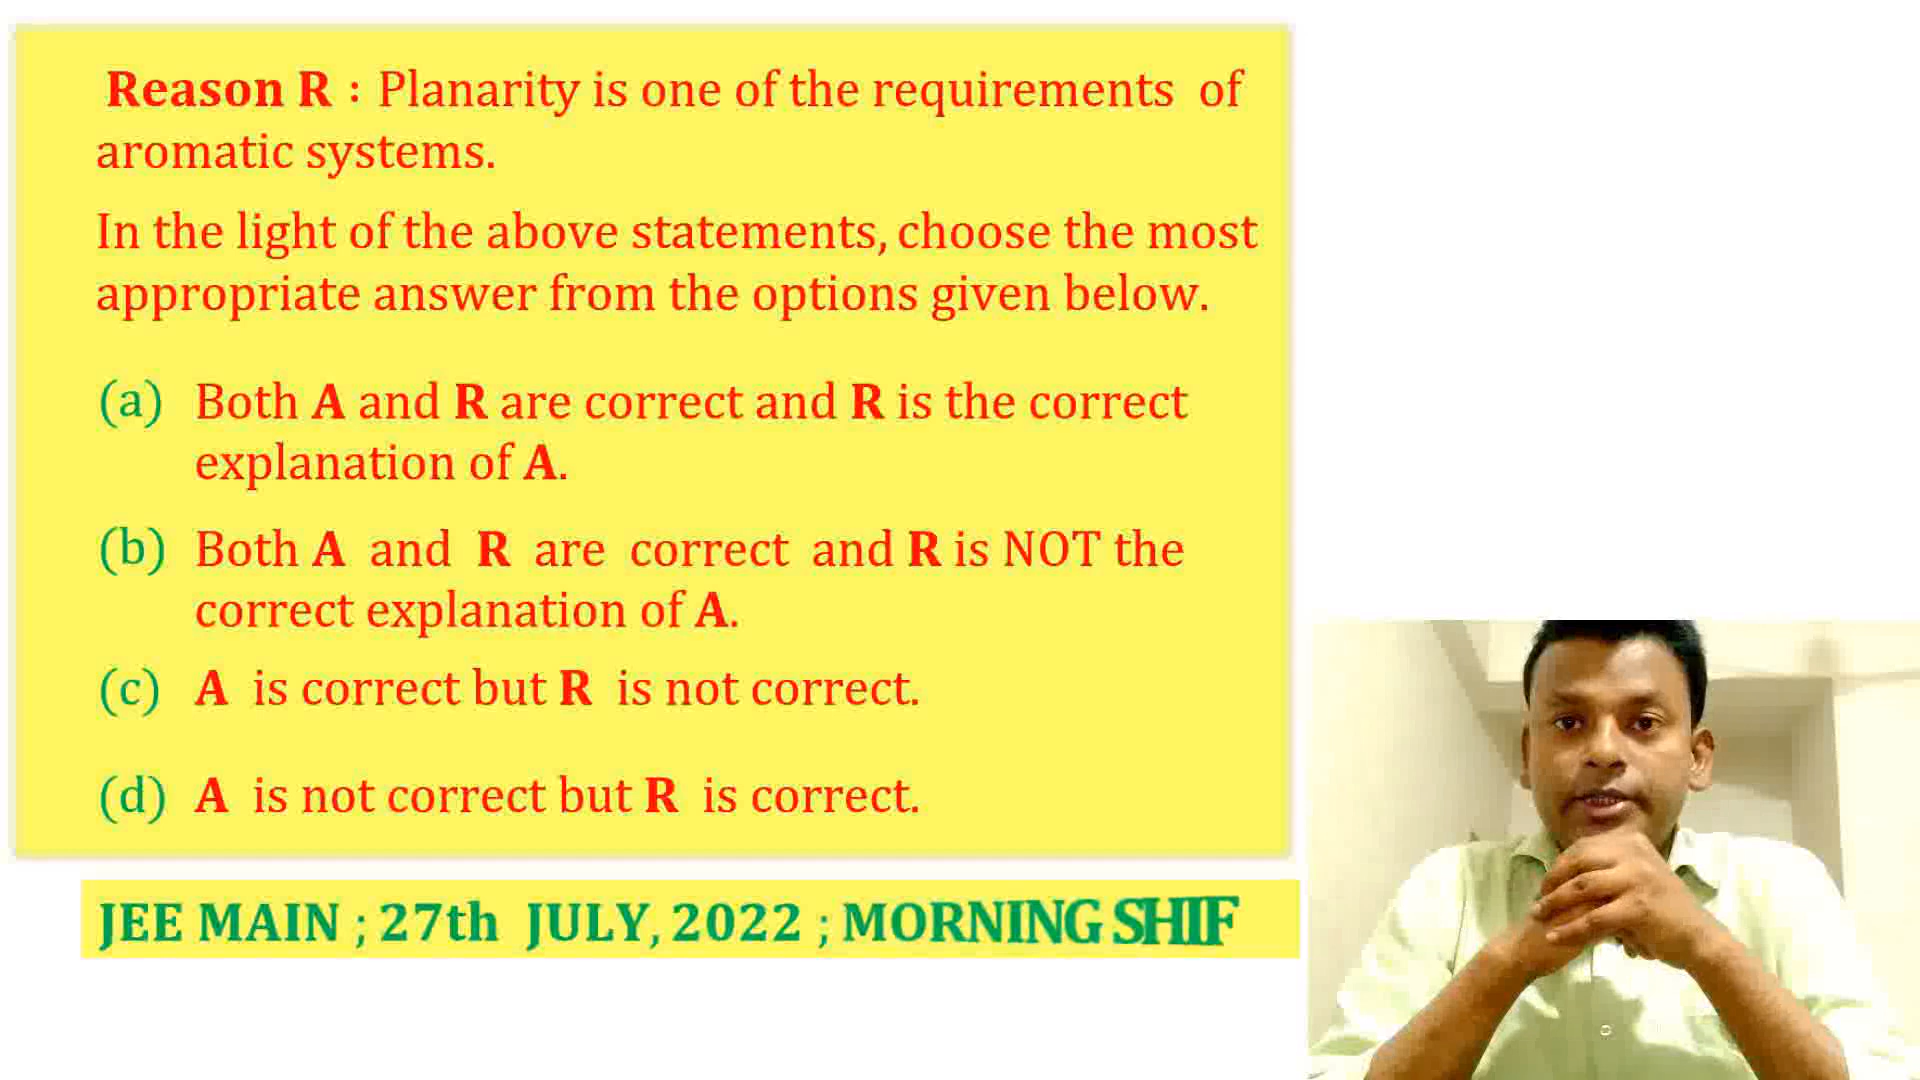 Reason R : Planarity is one of the requirements of
aromatic systems.
In the light of the above statements, choose the most
appropriate answer from the options given below.
(a) Both A and R are correct and R is the correct
explanation of A.
(b) Both A and R are correct and R is NOT the
correct explanation of A.
(c) A is correct but R is not correct.
(d) A is not correct but R is correct.
JEE MAIN ; 27th JULY, 2022 ; MORNING SHIF